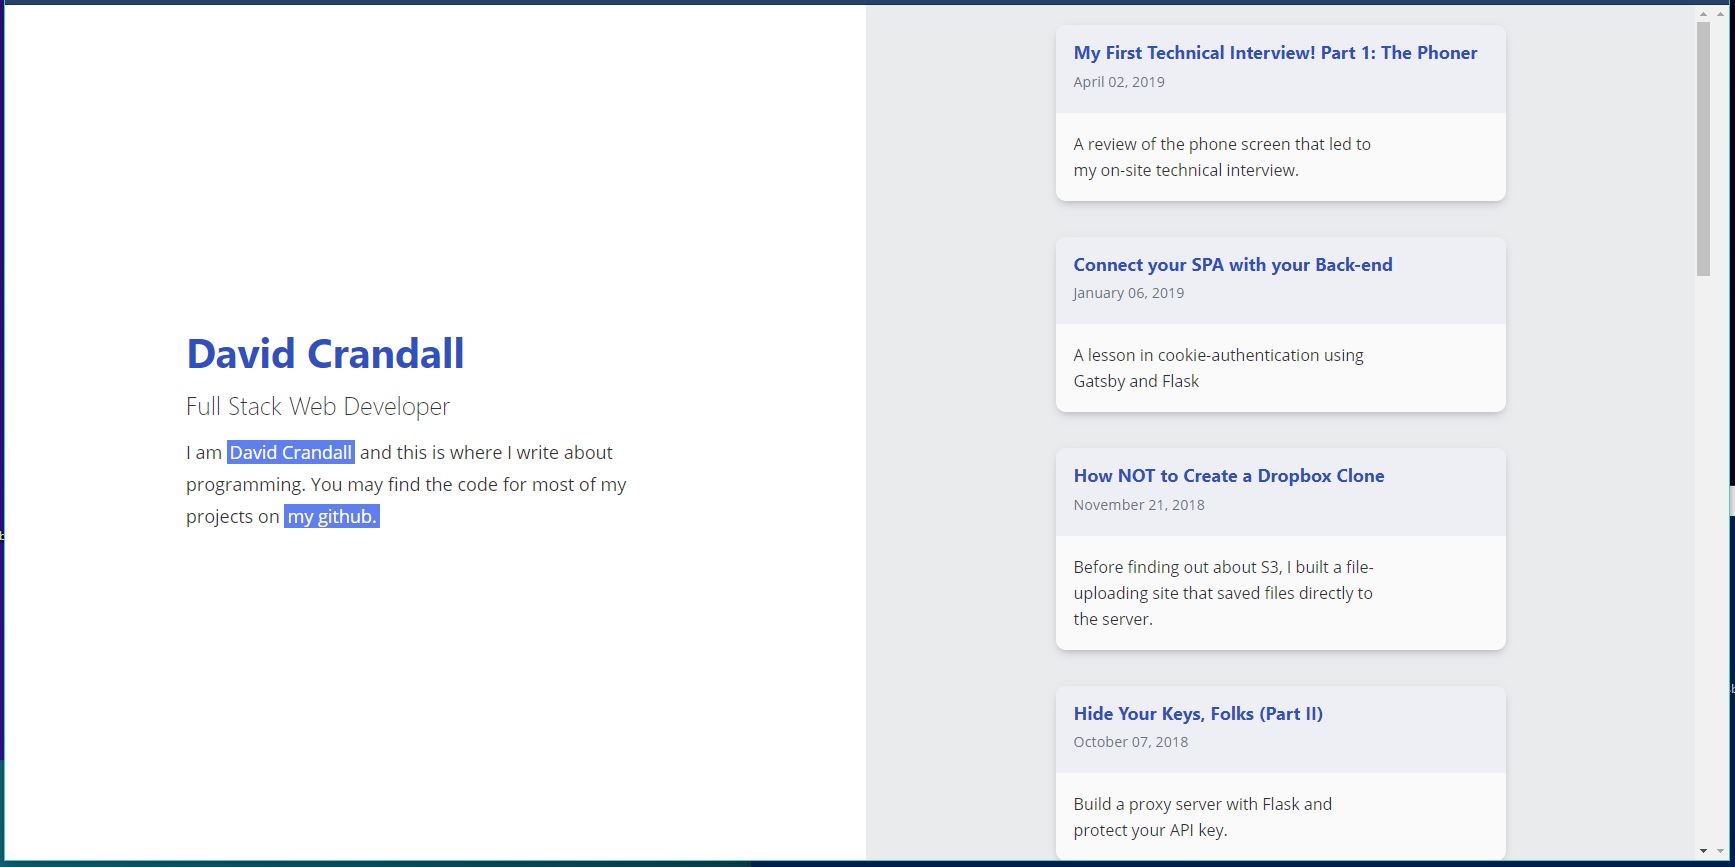 David Crandall
Full Stack Web Developer
I am David Crandall and this is where I write about
programming. You may find the code for most of my
projects on my github.
My First Technical Interview! Part 1: The Phoner
April 02, 2019
A review of the phone screen that led to
my on-site technical interview.
Connect your SPA with your Back-end
January 06, 2019
A lesson in cookie-authentication using
Gatsby and Flask
How NOT to Create a Dropbox Clone
November 21, 2018
Before finding out about S3, I built a file-
uploading site that saved files directly to
the server.
Hide Your Keys, Folks (Part II)
October 07, 2018
Build a proxy server with Flask and
protect your API key.